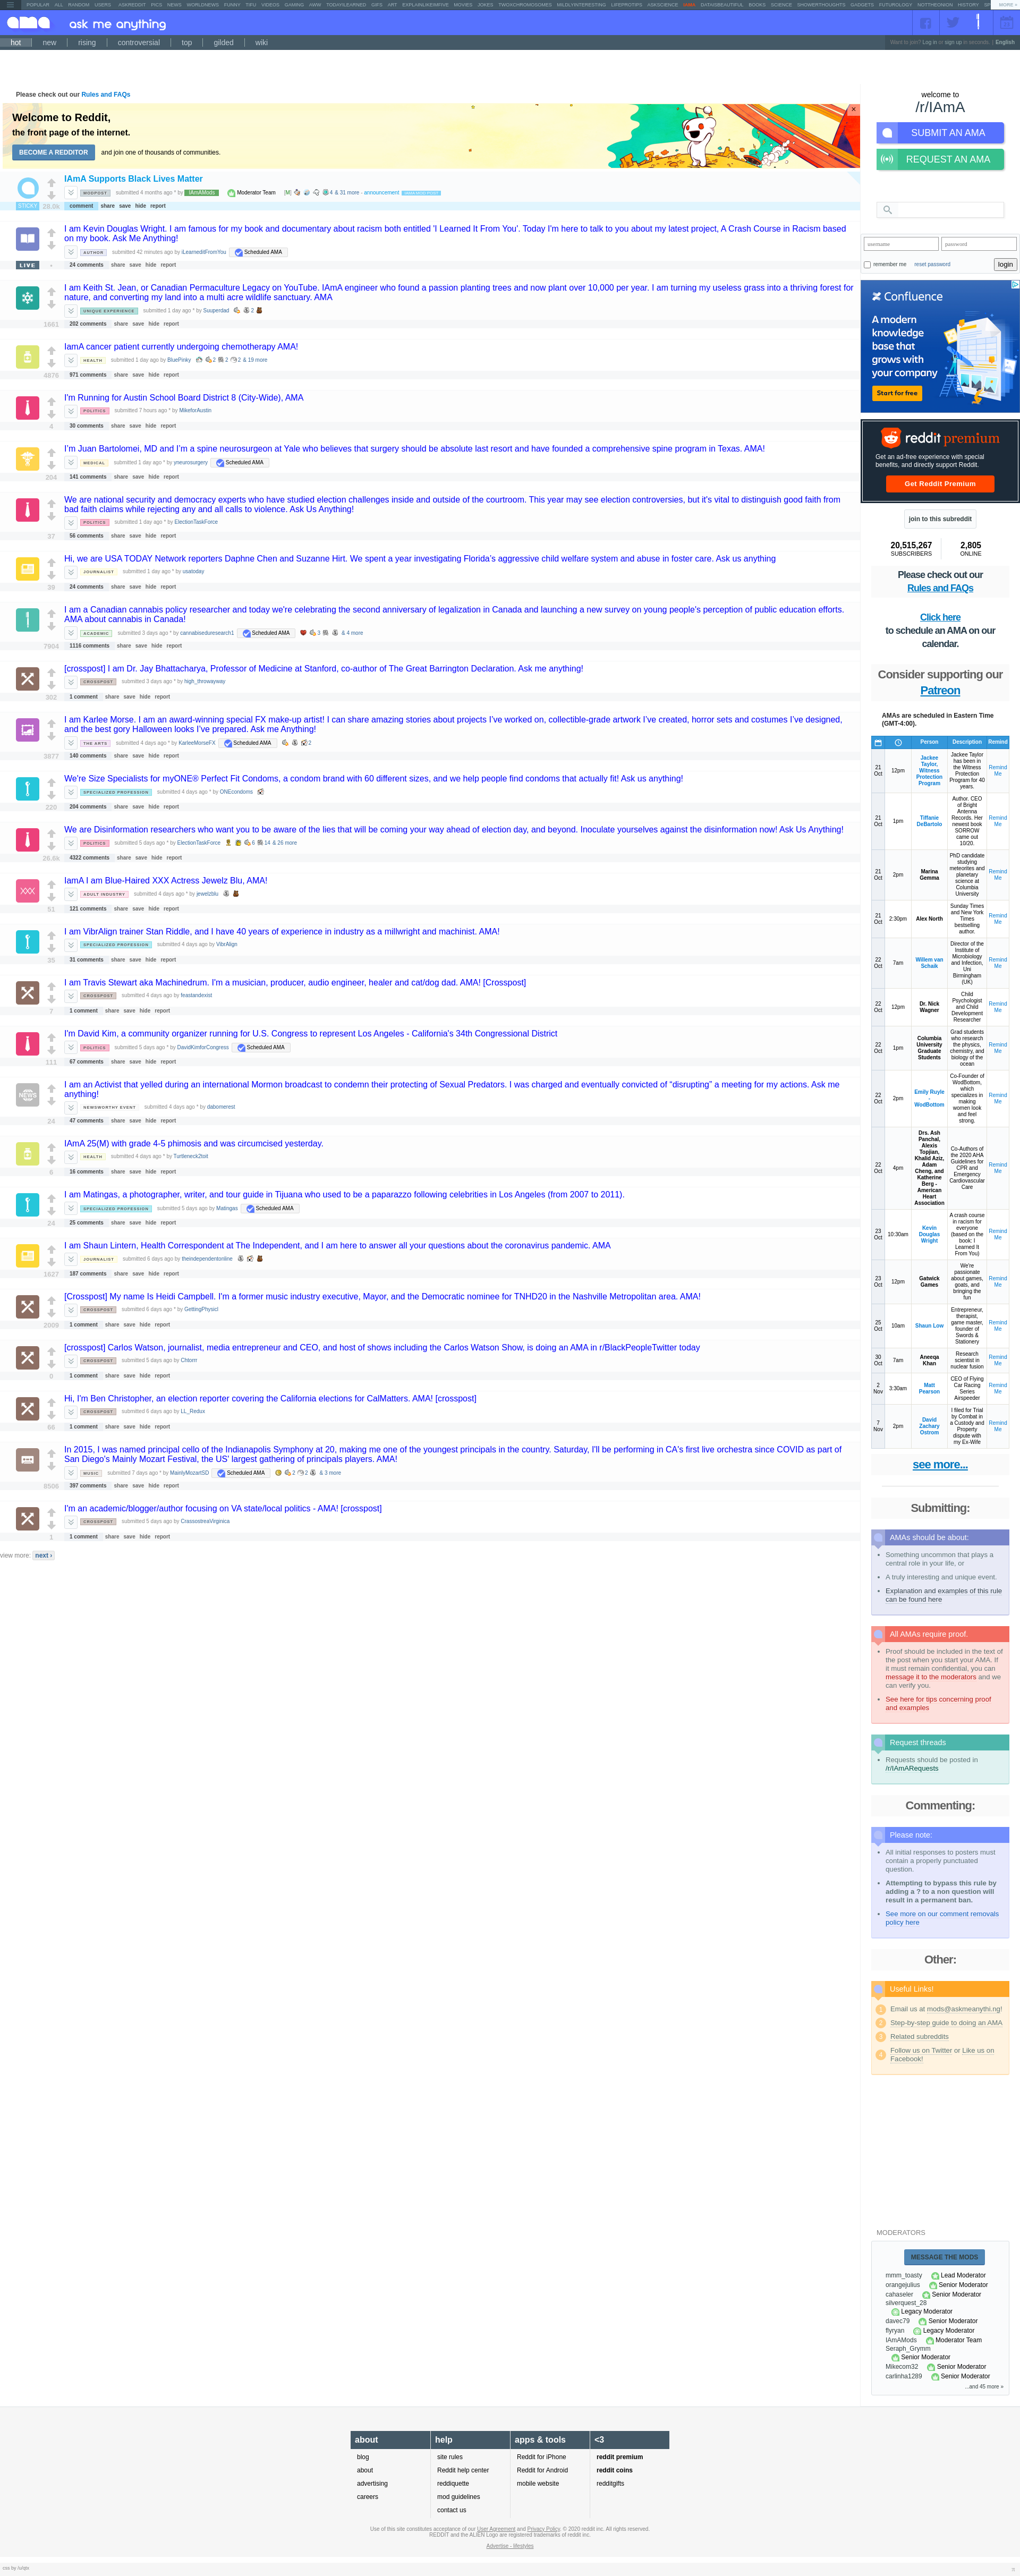 POPULAR ALL RANDOM USERS ASKREDDIT PICS NEWS WORLDNEWS FUNNY TIFU VIDEOS GAMING AWW TODAYILEARNED GIFS ART EXPLAINLIKEIMFIVE MOVIES JOKES TWOXCHROMOSOMES MILDLYINTERESTING LIFEPROTIPS ASKSCIENCE IAMA DATAISBEAUTIFUL BOOKS SCIENCE SHOWERTHOUGHTS GADGETS FUTUROLOGY NOTTHEONION HISTORY MORE »
ama ask me anything
hot new rising controversial top gilded wiki
Want to join? Log in or sign up in seconds. | English
Please check out our Rules and FAQs
Welcome to Reddit,
the front page of the internet.
BECOME A REDDITOR and join one of thousands of communities.
IAmA Supports Black Lives Matter
MODPOST submitted 4 months ago * by IAmAMods Moderator Team [M] 4 & 31 more - announcement
STICKY comment share save hide report
I am Kevin Douglas Wright. I am famous for my book and documentary about racism both entitled 'I Learned It From You'. Today I'm here to talk to you about my latest project, A Crash Course in Racism based on my book. Ask Me Anything!
AUTHOR submitted 42 minutes ago by iLearneditFromYou Scheduled AMA
LIVE • 24 comments share save hide report
I am Keith St. Jean, or Canadian Permaculture Legacy on YouTube. IAmA engineer who found a passion planting trees and now plant over 10,000 per year. I am turning my useless grass into a thriving forest for nature, and converting my land into a multi acre wildlife sanctuary. AMA
UNIQUE EXPERIENCE submitted 1 day ago * by Suuperdad 2
1661 202 comments share save hide report
IamA cancer patient currently undergoing chemotherapy AMA!
HEALTH submitted 1 day ago by BluePinky 2 2 2 & 19 more
4876 971 comments share save hide report
I'm Running for Austin School Board District 8 (City-Wide), AMA
POLITICS submitted 7 hours ago * by MikeforAustin
4 30 comments share save hide report
I'm Juan Bartolomei, MD and I'm a spine neurosurgeon at Yale who believes that surgery should be absolute last resort and have founded a comprehensive spine program in Texas. AMA!
MEDICAL submitted 1 day ago * by yneurosurgery Scheduled AMA
204 141 comments share save hide report
We are national security and democracy experts who have studied election challenges inside and outside of the courtroom. This year may see election controversies, but it's vital to distinguish good faith from bad faith claims while rejecting any and all calls to violence. Ask Us Anything!
POLITICS submitted 1 day ago * by ElectionTaskForce
37 56 comments share save hide report
Hi, we are USA TODAY Network reporters Daphne Chen and Suzanne Hirt. We spent a year investigating Florida's aggressive child welfare system and abuse in foster care. Ask us anything
JOURNALIST submitted 1 day ago * by usatoday
39 24 comments share save hide report
I am a Canadian cannabis policy researcher and today we're celebrating the second anniversary of legalization in Canada and launching a new survey on young people's perception of public education efforts. AMA about cannabis in Canada!
ACADEMIC submitted 3 days ago * by cannabiseduresearch1 Scheduled AMA 3 & 4 more
7904 1116 comments share save hide report
[crosspost] I am Dr. Jay Bhattacharya, Professor of Medicine at Stanford, co-author of The Great Barrington Declaration. Ask me anything!
CROSSPOST submitted 3 days ago * by high_throwayway
302 1 comment share save hide report
I am Karlee Morse. I am an award-winning special FX make-up artist! I can share amazing stories about projects I've worked on, collectible-grade artwork I've created, horror sets and costumes I've designed, and the best gory Halloween looks I've prepared. Ask me Anything!
THE ARTS submitted 4 days ago * by KarleeMorseFX Scheduled AMA 2
3877 140 comments share save hide report
We're Size Specialists for myONE® Perfect Fit Condoms, a condom brand with 60 different sizes, and we help people find condoms that actually fit! Ask us anything!
SPECIALIZED PROFESSION submitted 4 days ago * by ONEcondoms
220 204 comments share save hide report
We are Disinformation researchers who want you to be aware of the lies that will be coming your way ahead of election day, and beyond. Inoculate yourselves against the disinformation now! Ask Us Anything!
POLITICS submitted 5 days ago * by ElectionTaskForce 6 14 & 26 more
26.6k 4322 comments share save hide report
IamA I am Blue-Haired XXX Actress Jewelz Blu, AMA!
ADULT INDUSTRY submitted 4 days ago * by jewelzblu
51 121 comments share save hide report
I am VibrAlign trainer Stan Riddle, and I have 40 years of experience in industry as a millwright and machinist. AMA!
SPECIALIZED PROFESSION submitted 4 days ago by VibrAlign
35 31 comments share save hide report
I am Travis Stewart aka Machinedrum. I'm a musician, producer, audio engineer, healer and cat/dog dad. AMA! [Crosspost]
CROSSPOST submitted 4 days ago by feastandexist
7 1 comment share save hide report
I'm David Kim, a community organizer running for U.S. Congress to represent Los Angeles - California's 34th Congressional District
POLITICS submitted 5 days ago * by DavidKimforCongress Scheduled AMA
111 67 comments share save hide report
I am an Activist that yelled during an international Mormon broadcast to condemn their protecting of Sexual Predators. I was charged and eventually convicted of “disrupting” a meeting for my actions. Ask me anything!
NEWS NEWSWORTHY EVENT submitted 4 days ago * by dabomerest
24 47 comments share save hide report
IAmA 25(M) with grade 4-5 phimosis and was circumcised yesterday.
HEALTH submitted 4 days ago * by Turtleneck2loit
6 16 comments share save hide report
I am Matingas, a photographer, writer, and tour guide in Tijuana who used to be a paparazzo following celebrities in Los Angeles (from 2007 to 2011).
SPECIALIZED PROFESSION submitted 5 days ago * by Matingas Scheduled AMA
24 25 comments share save hide report
I am Shaun Lintern, Health Correspondent at The Independent, and I am here to answer all your questions about the coronavirus pandemic. AMA
JOURNALIST submitted 6 days ago * by theindependentonline
1627 187 comments share save hide report
[Crosspost] My name Is Heidi Campbell. I'm a former music industry executive, Mayor, and the Democratic nominee for TNHD20 in the Nashville Metropolitan area. AMA!
CROSSPOST submitted 6 days ago * by GettingPhysicl
2009 1 comment share save hide report
[crosspost] Carlos Watson, journalist, media entrepreneur and CEO, and host of shows including the Carlos Watson Show, is doing an AMA in r/BlackPeopleTwitter today
CROSSPOST submitted 5 days ago by Chtorrr
8 1 comment share save hide report
Hi, I'm Ben Christopher, an election reporter covering the California elections for CalMatters. AMA! [crosspost]
CROSSPOST submitted 6 days ago by LL_Redux
66 1 comment share save hide report
In 2015, I was named principal cello of the Indianapolis Symphony at 20, making me one of the youngest principals in the country. Saturday, I'll be performing in CA's first live orchestra since COVID as part of San Diego's Mainly Mozart Festival, the US' largest gathering of principals players. AMA!
MUSIC submitted 7 days ago * by MainlyMozartSD Scheduled AMA 2 2 & 3 more
8506 397 comments share save hide report
I'm an academic/blogger/author focusing on VA state/local politics - AMA! [crosspost]
CROSSPOST submitted 5 days ago by CrassostreaVirginica
1 1 comment share save hide report
view more: next ›
welcome to
/r/IAmA
SUBMIT AN AMA
REQUEST AN AMA
username password
remember me reset password login
Confluence
A modern knowledge base that grows with your company
Start for free
reddit premium
Get an ad-free experience with special benefits, and directly support Reddit.
Get Reddit Premium
join to this subreddit
20,515,267 2,805
SUBSCRIBERS ONLINE
Please check out our
Rules and FAQs
Click here
to schedule an AMA on our calendar.
Consider supporting our
Patreon
AMAs are scheduled in Eastern Time (GMT-4:00).
Person Description Remind
21 Oct 12pm Jackee Taylor, Witness Protection Program Jackee Taylor has been in the Witness Protection Program for 40 years. Remind Me
21 Oct 1pm Tiffanie DeBartolo Author. CEO of Bright Antenna Records. Her newest book SORROW came out 10/20. Remind Me
21 Oct 2pm Marina Gemma PhD candidate studying meteorites and planetary science at Columbia University Remind Me
21 Oct 2:30pm Alex North Sunday Times and New York Times bestselling author. Remind Me
22 Oct 7am Willem van Schaik Director of the Institute of Microbiology and Infection, Uni Birmingham (UK) Remind Me
22 Oct 12pm Dr. Nick Wagner Child Psychologist and Child Development Researcher Remind Me
22 Oct 1pm Columbia University Graduate Students Grad students who research the physics, chemistry, and biology of the ocean Remind Me
22 Oct 2pm Emily Ruyle - WodBottom Co-Founder of WodBottom, which specializes in making women look and feel strong. Remind Me
22 Oct 4pm Drs. Ash Panchal, Alexis Topjian, Khalid Aziz, Adam Cheng, and Katherine Berg - American Heart Association Co-Authors of the 2020 AHA Guidelines for CPR and Emergency Cardiovascular Care Remind Me
23 Oct 10:30am Kevin Douglas Wright A crash course in racism for everyone (based on the book: I Learned It From You) Remind Me
23 Oct 12pm Gatwick Games We're passionate about games, goats, and bringing the fun Remind Me
25 Oct 10am Shaun Low Entrepreneur, therapist, game master, founder of Swords & Stationery Remind Me
30 Oct 7am Aneeqa Khan Research scientist in nuclear fusion Remind Me
2 Nov 3:30am Matt Pearson CEO of Flying Car Racing Series Airspeeder Remind Me
7 Nov 2pm David Zachary Ostrom I filed for Trial by Combat in a Custody and Property dispute with my Ex-Wife Remind Me
see more...
Submitting:
AMAs should be about:
Something uncommon that plays a central role in your life, or
A truly interesting and unique event.
Explanation and examples of this rule can be found here
All AMAs require proof.
Proof should be included in the text of the post when you start your AMA. If it must remain confidential, you can message it to the moderators and we can verify you.
See here for tips concerning proof and examples
Request threads
Requests should be posted in /r/IAmARequests
Commenting:
Please note:
All initial responses to posters must contain a properly punctuated question.
Attempting to bypass this rule by adding a ? to a non question will result in a permanent ban.
See more on our comment removals policy here
Other:
Useful Links!
1 Email us at mods@askmeanythi.ng!
2 Step-by-step guide to doing an AMA
3 Related subreddits
4 Follow us on Twitter or Like us on Facebook!
MODERATORS
MESSAGE THE MODS
mmm_toasty Lead Moderator
orangejulius Senior Moderator
cahaseler Senior Moderator
silverquest_28
Legacy Moderator
davec79 Senior Moderator
flyryan Legacy Moderator
IAmAMods Moderator Team
Seraph_Grymm
Senior Moderator
Mikecom32 Senior Moderator
carlinha1289 Senior Moderator
...and 45 more »
about help apps & tools <3
blog site rules Reddit for iPhone reddit premium
about Reddit help center Reddit for Android reddit coins
advertising reddiquette mobile website redditgifts
careers mod guidelines
contact us
Use of this site constitutes acceptance of our User Agreement and Privacy Policy. © 2020 reddit inc. All rights reserved.
REDDIT and the ALIEN Logo are registered trademarks of reddit inc.
Advertise - lifestyles
π